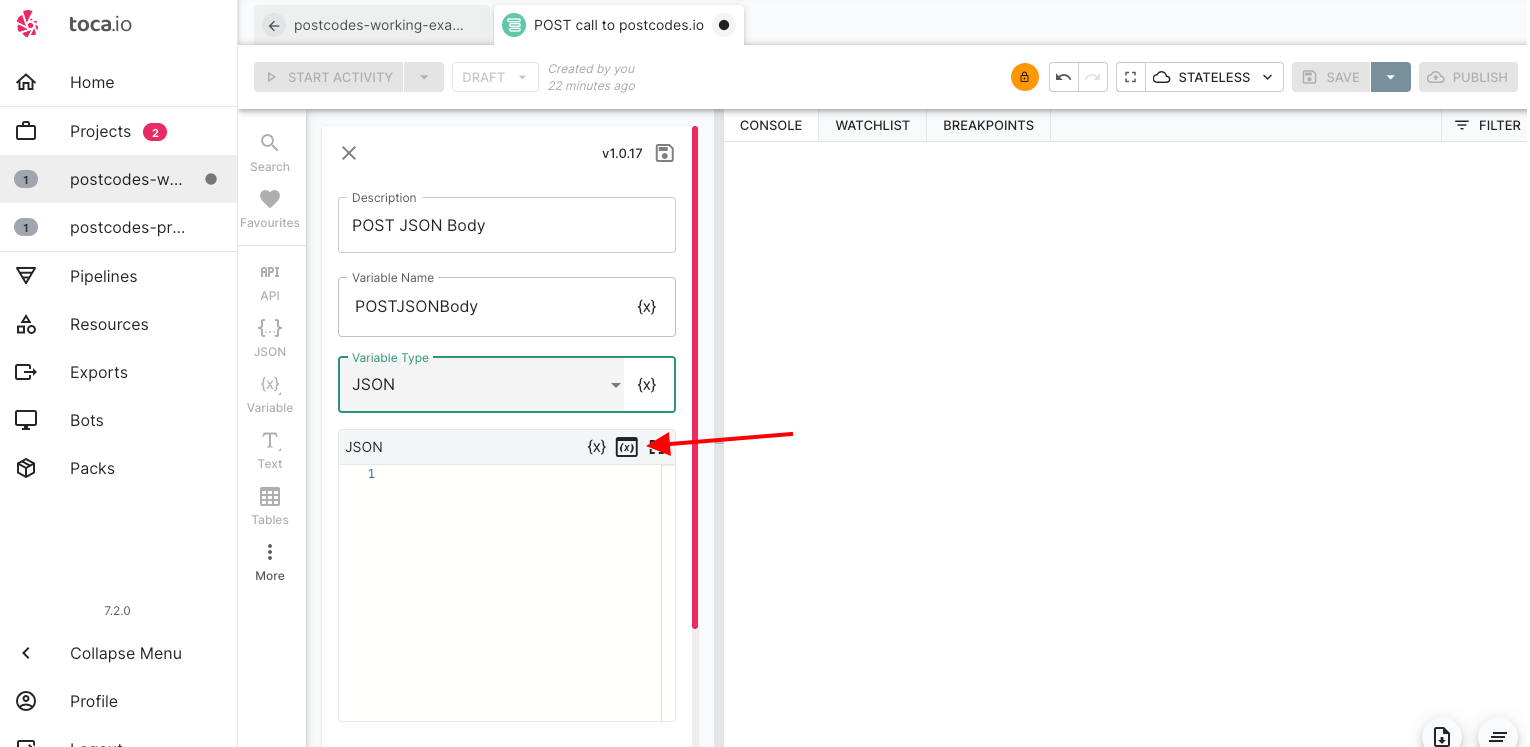 toca.io
Home
Projects 2
1 postcodes-w...
1 postcodes-pr...
Pipelines
Resources
Exports
Bots
Packs
7.2.0
Collapse Menu
Profile
Logout
postcodes-working-exa...
POST call to postcodes.io
START ACTIVITY
DRAFT
Created by you
22 minutes ago
STATELESS
SAVE
PUBLISH
Search
Favourites
API
API
{...}
JSON
{x}
Variable
T
Text
Tables
More
v1.0.17
Description
POST JSON Body
Variable Name
POSTJSONBody {x}
Variable Type
JSON {x}
JSON {x} (x)
1
CONSOLE
WATCHLIST
BREAKPOINTS
FILTER